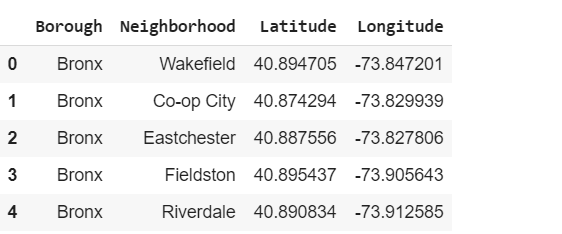 Borough Neighborhood Latitude Longitude
0 Bronx Wakefield 40.894705 -73.847201
1 Bronx Co-op City 40.874294 -73.829939
2 Bronx Eastchester 40.887556 -73.827806
3 Bronx Fieldston 40.895437 -73.905643
4 Bronx Riverdale 40.890834 -73.912585